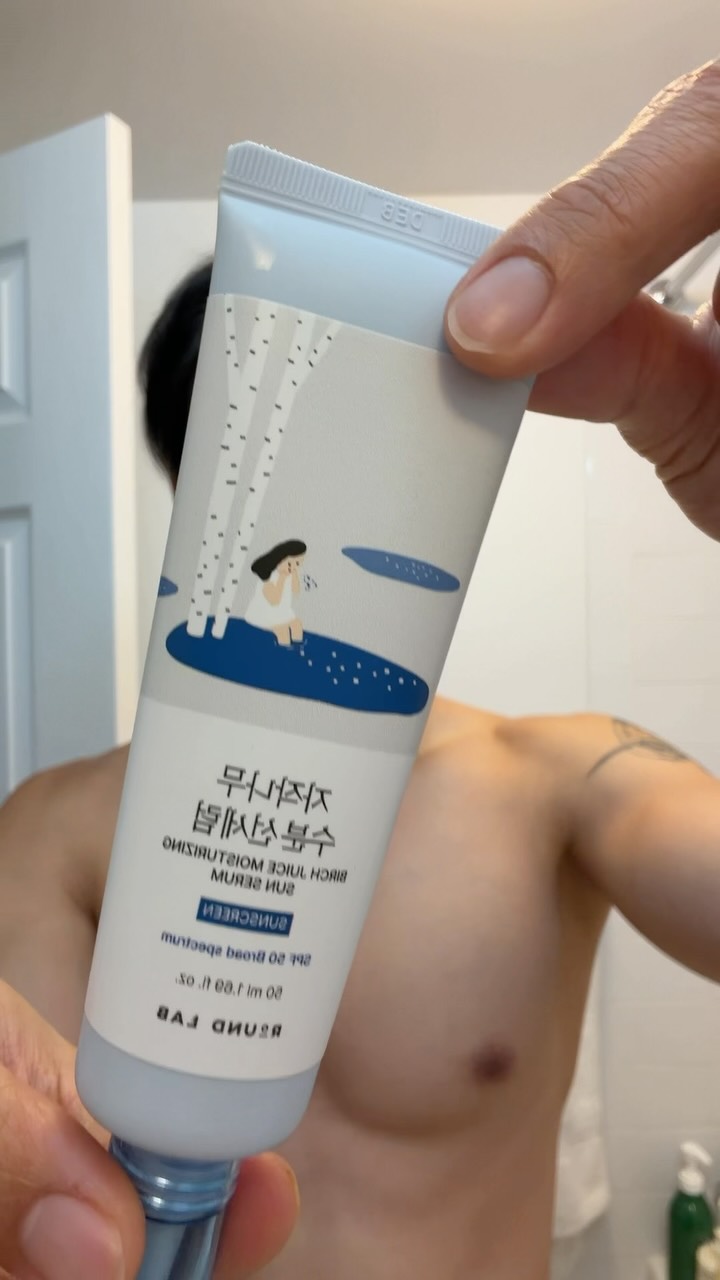 DE8
자작나무
수분선세럼
BIRCH JUICE MOISTURIZING
SUN SERUM
SUNSCREEN
SPF 50 Broad spectrum
50 ml 1.69 fl. oz.
ROUND LAB